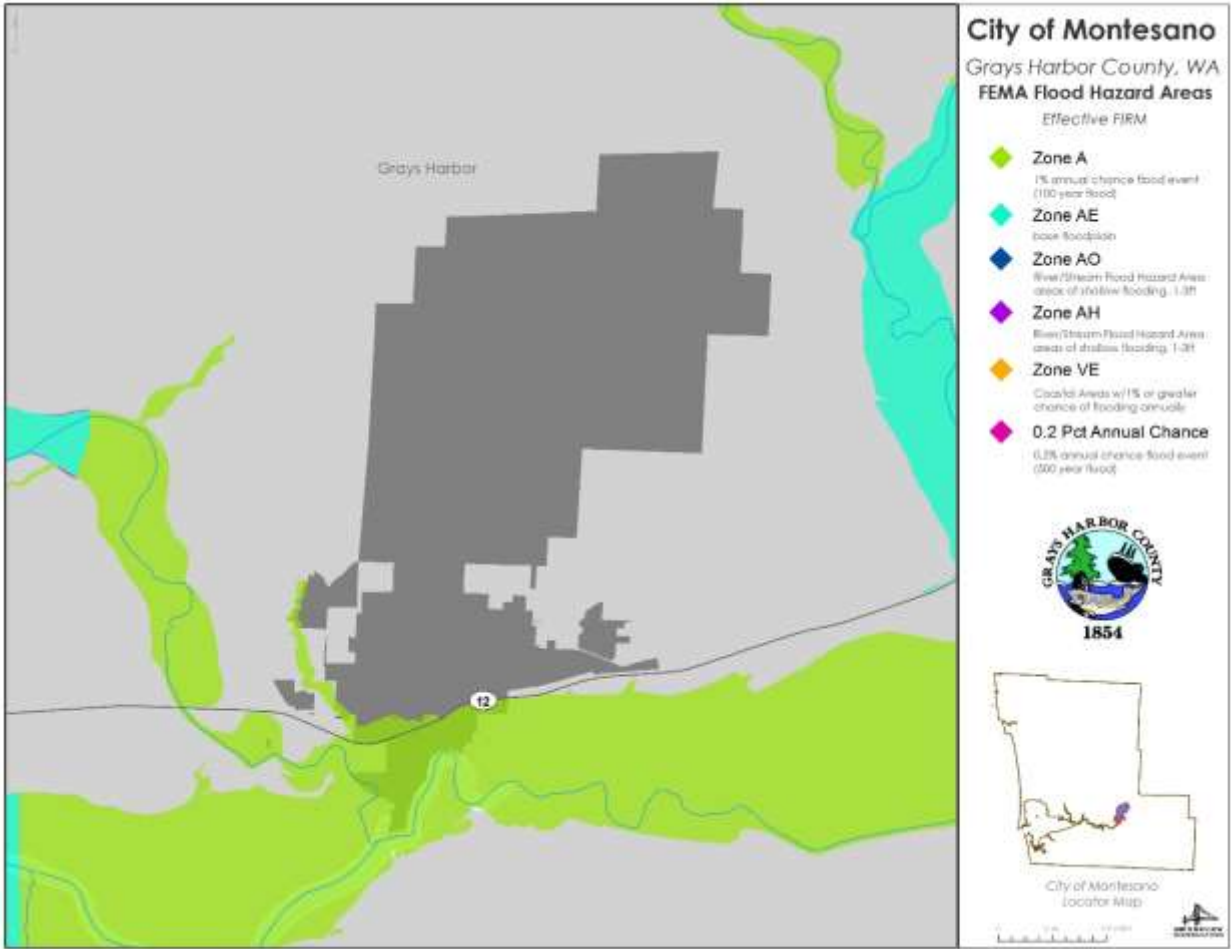 Grays Harbor
12
City of Montesano
Grays Harbor County, WA
FEMA Flood Hazard Areas
Effective FIRM
Zone A
1% annual chance flood event
(100 year flood)
Zone AE
base floodplain
Zone AO
River/Stream Flood Hazard Area
areas of shallow flooding, 1-3ft
Zone AH
River/Stream Flood Hazard Area
areas of shallow flooding, 1-3ft
Zone VE
Coastal Areas w/1% or greater
chance of flooding annually
0.2 Pct Annual Chance
0.2% annual chance flood event
(500 year flood)
GRAYS HARBOR COUNTY
1854
City of Montesano
Locator Map